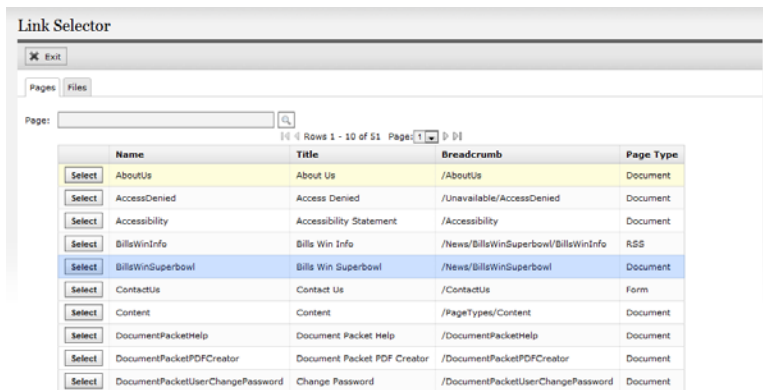 Link Selector
Exit
Pages Files
Page:
Rows 1 - 10 of 51 Page: 1
Name Title Breadcrumb Page Type
Select AboutUs About Us /AboutUs Document
Select AccessDenied Access Denied /Unavailable/AccessDenied Document
Select Accessibility Accessibility Statement /Accessibility Document
Select BillsWinInfo Bills Win Info /News/BillsWinSuperbowl/BillsWinInfo RSS
Select BillsWinSuperbowl Bills Win Superbowl /News/BillsWinSuperbowl Document
Select ContactUs Contact Us /ContactUs Form
Select Content Content /PageTypes/Content Document
Select DocumentPacketHelp Document Packet Help /DocumentPacketHelp Document
Select DocumentPacketPDFCreator Document Packet PDF Creator /DocumentPacketPDFCreator Document
Select DocumentPacketUserChangePassword Change Password /DocumentPacketUserChangePassword Document